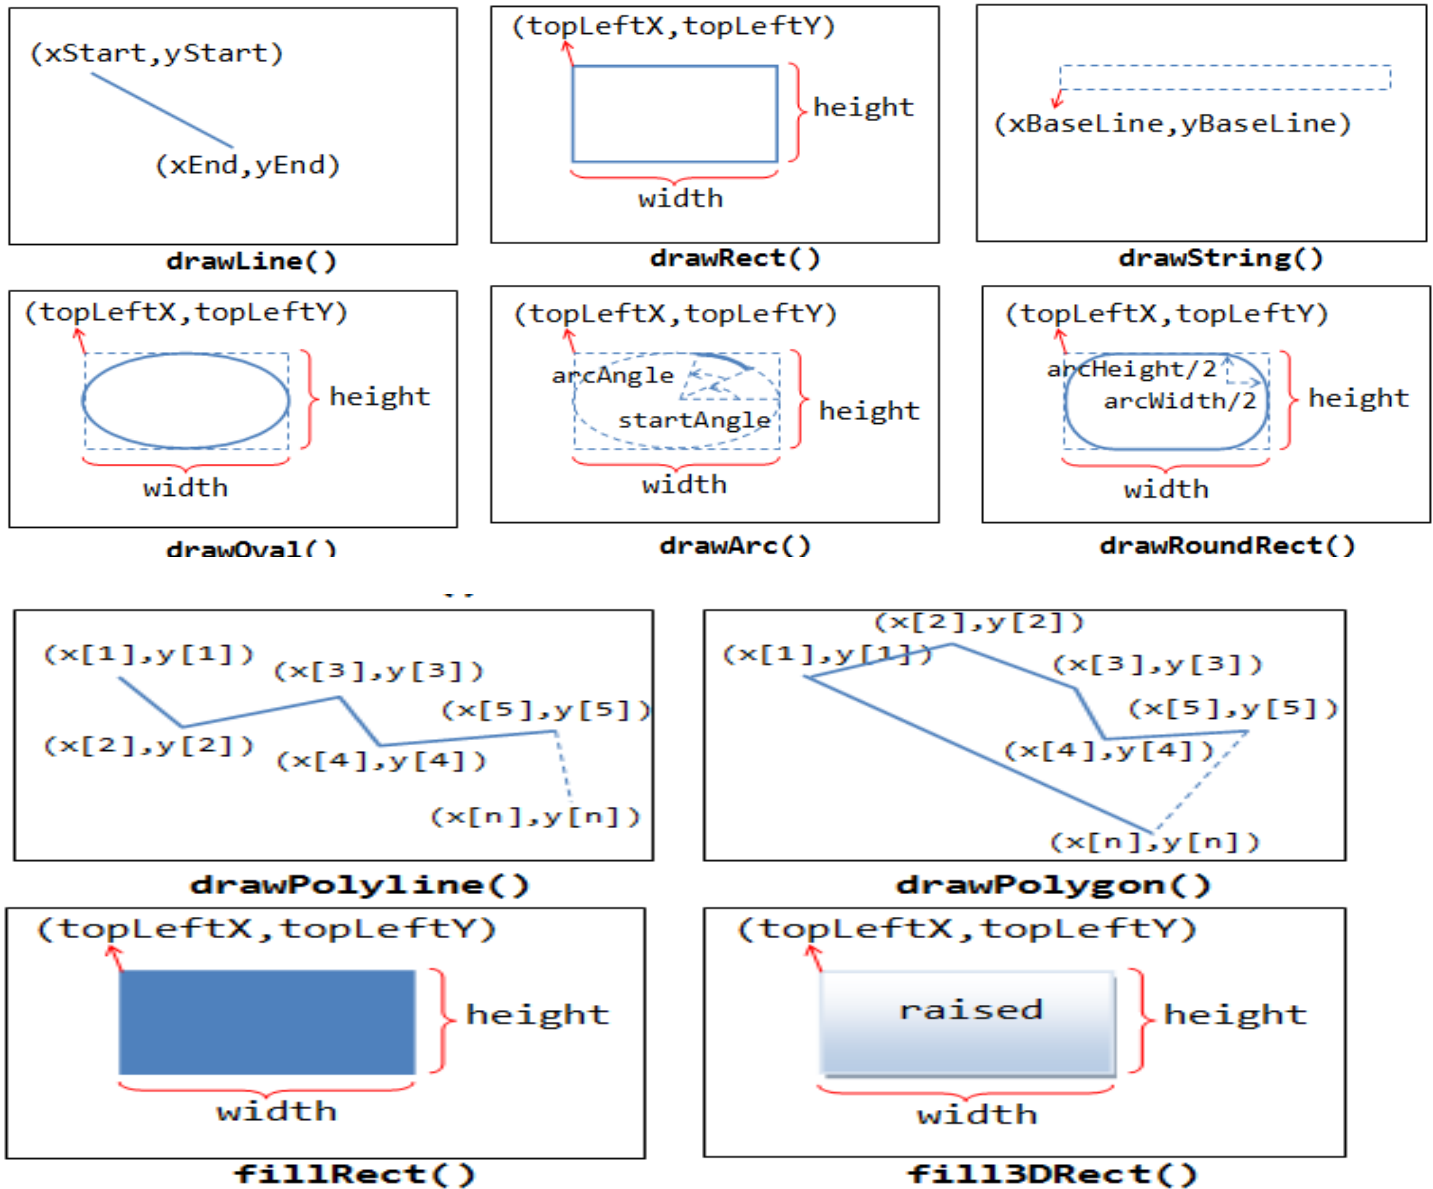 (xStart,yStart)
(xEnd,yEnd)
drawLine()
(topLeftX,topLeftY)
height
width
drawRect()
(xBaseLine,yBaseLine)
drawString()
(topLeftX,topLeftY)
height
width
drawOval()
(topLeftX,topLeftY)
arcAngle
startAngle
height
width
drawArc()
(topLeftX,topLeftY)
arcHeight/2
arcWidth/2
height
width
drawRoundRect()
(x[1],y[1])
(x[3],y[3])
(x[5],y[5])
(x[2],y[2])
(x[4],y[4])
(x[n],y[n])
drawPolyline()
(x[2],y[2])
(x[1],y[1])
(x[3],y[3])
(x[5],y[5])
(x[4],y[4])
(x[n],y[n])
drawPolygon()
(topLeftX,topLeftY)
height
width
fillRect()
(topLeftX,topLeftY)
raised
height
width
fill3DRect()